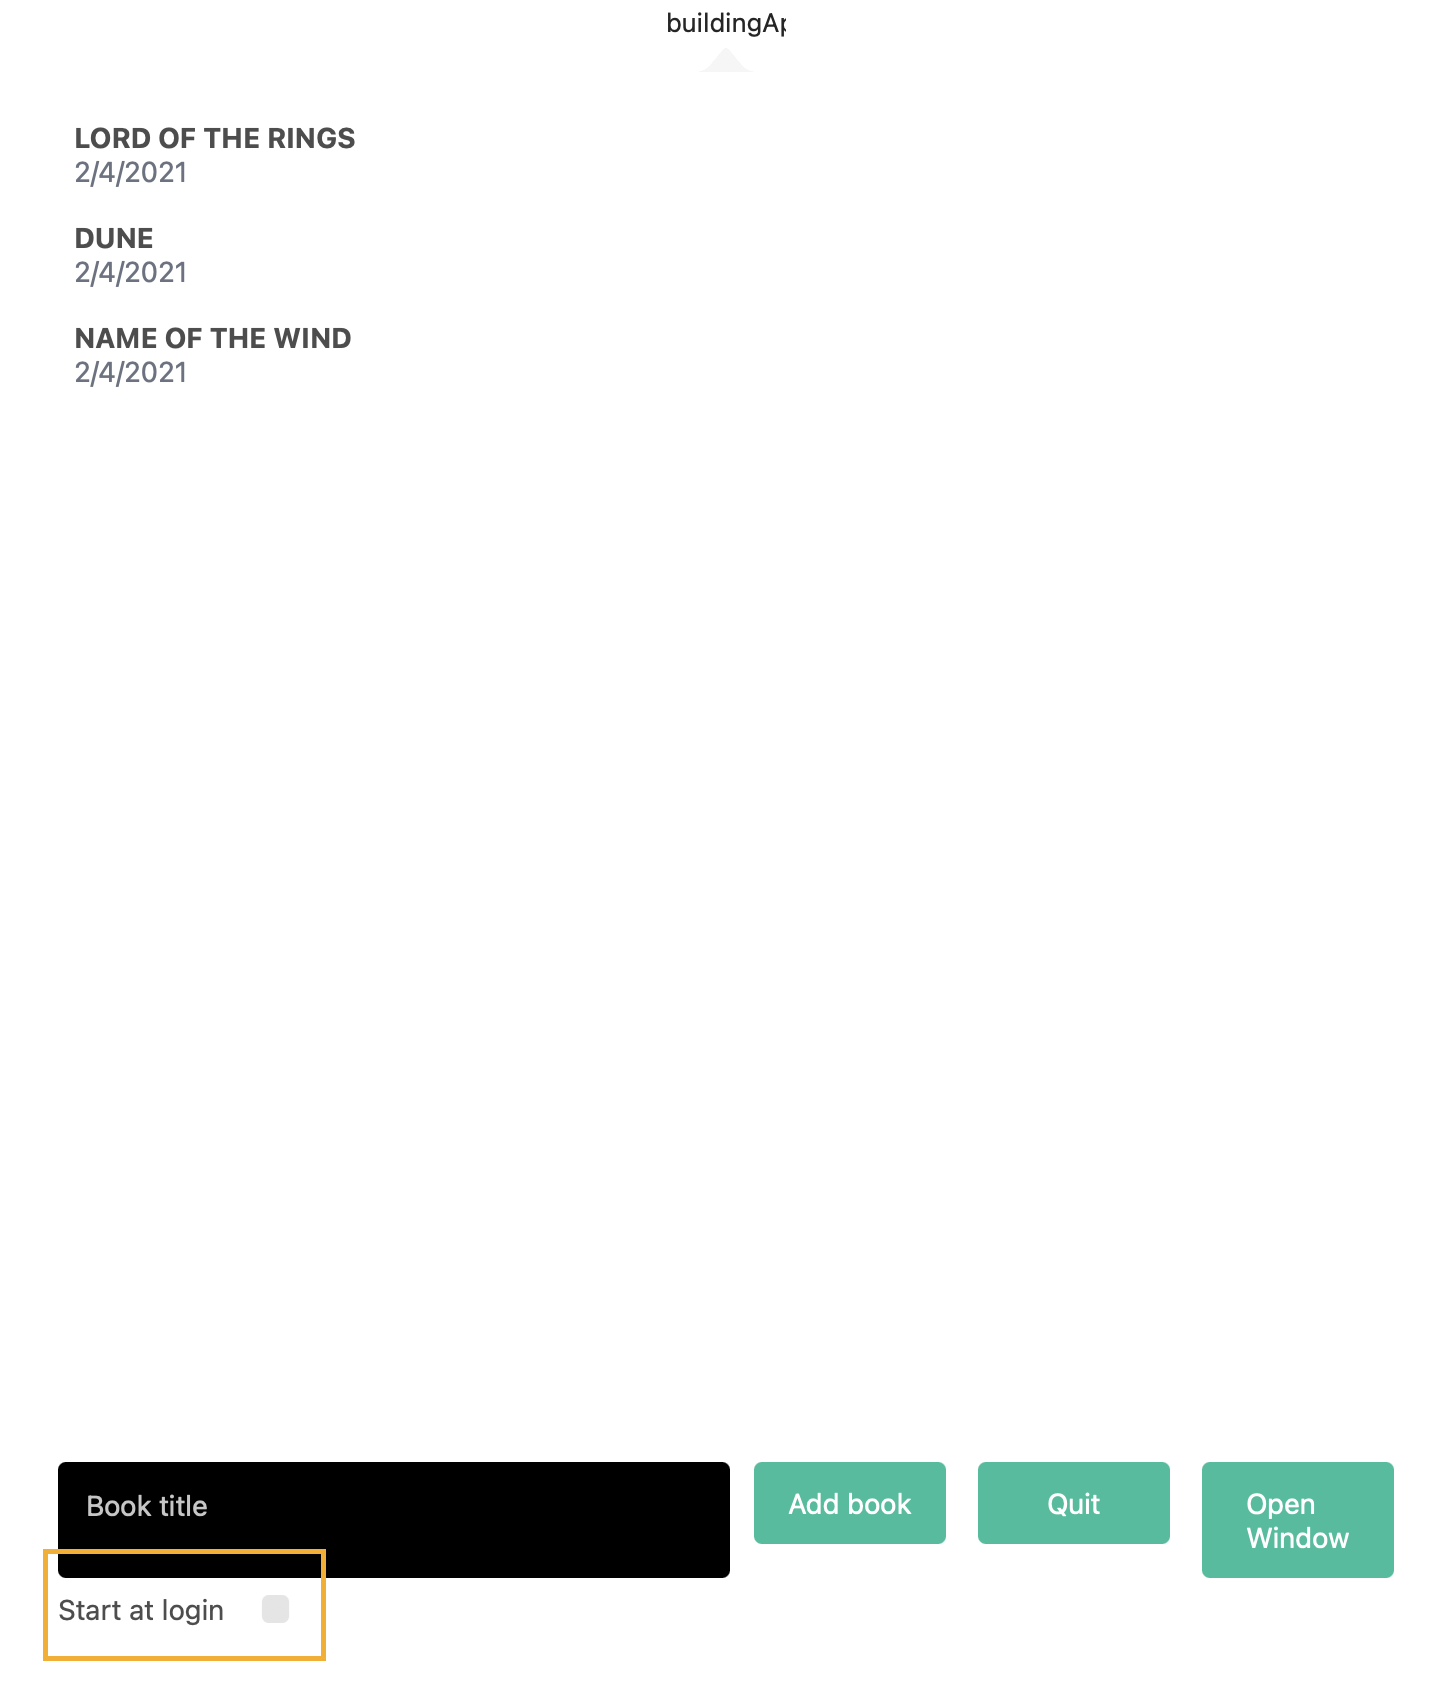 buildingAp
LORD OF THE RINGS
2/4/2021
DUNE
2/4/2021
NAME OF THE WIND
2/4/2021
Book title
Add book
Quit
Open
Window
Start at login